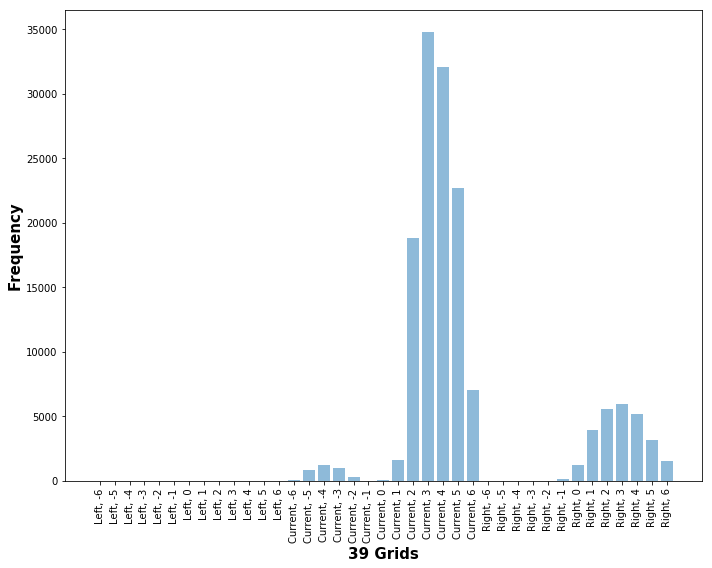 35000
30000
25000
20000
15000
10000
5000
0
Frequency
Left, -6
Left, -5
Left, -4
Left, -3
Left, -2
Left, -1
Left, 0
Left, 1
Left, 2
Left, 3
Left, 4
Left, 5
Left, 6
Current, -6
Current, -5
Current, -4
Current, -3
Current, -2
Current, -1
Current, 0
Current, 1
Current, 2
Current, 3
Current, 4
Current, 5
Current, 6
Right, -6
Right, -5
Right, -4
Right, -3
Right, -2
Right, -1
Right, 0
Right, 1
Right, 2
Right, 3
Right, 4
Right, 5
Right, 6
39 Grids